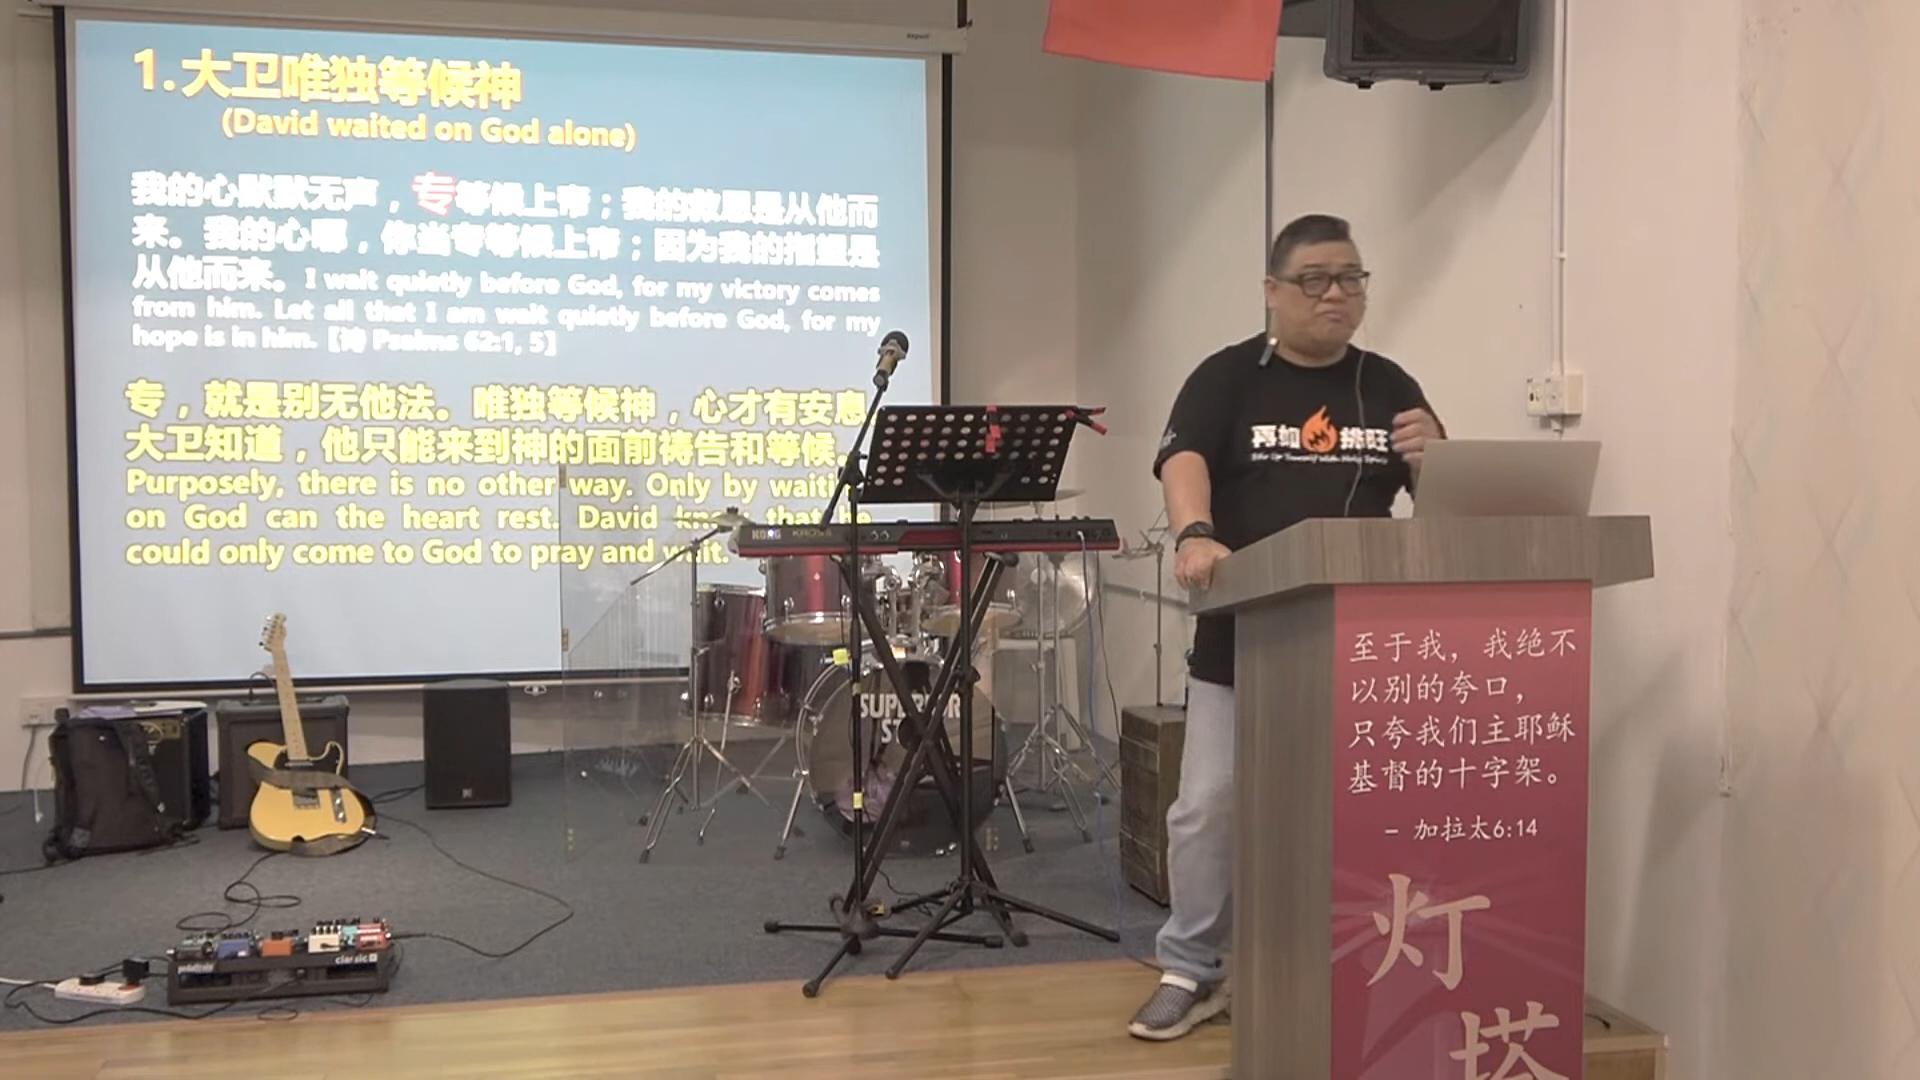 1.大卫唯独等候神
(David waited on God alone)
我的心默默无声，专等候上帝；我的救恩是从他而
来。我的心哪，你当专等候上帝；因为我的指望是
从他而来。I wait quietly before God, for my victory comes
from him. Let all that I am wait quietly before God, for my
hope is in him. [诗 Psalms 62:1, 5]
专，就是别无他法。唯独等候神，心才有安息
大卫知道，他只能来到神的面前祷告和等候。
Purposely, there is no other way. Only by
on God can the heart rest. David that he
could only come to God to pray and wait.
再如 挑旺
KORG KROSS
SUPERIOR
至于我，我绝不
以别的夸口，
只夸我们主耶稣
基督的十字架。
- 加拉太6:14
灯
塔
classic